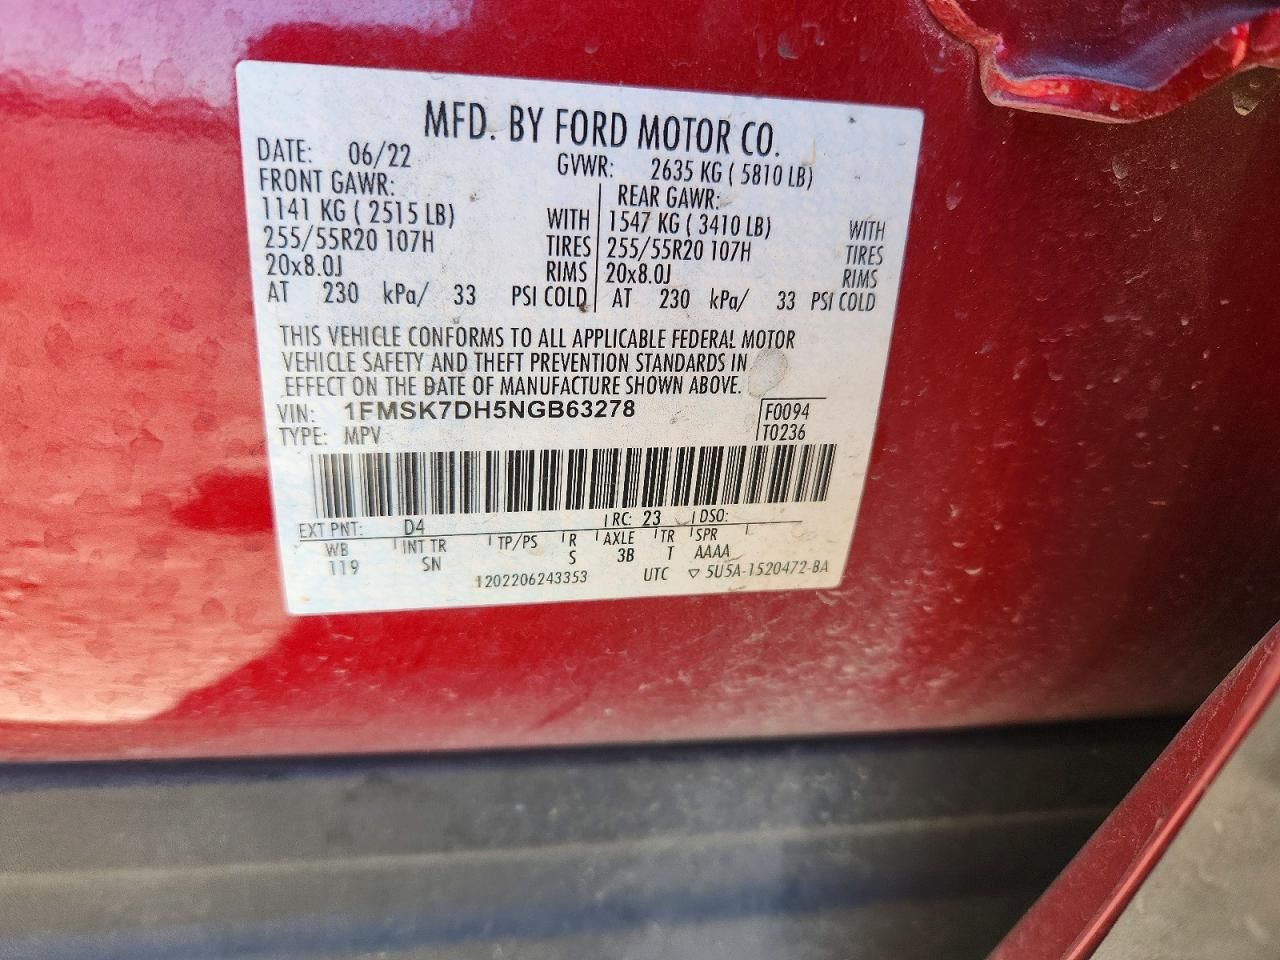 MFD. BY FORD MOTOR CO.
DATE: 06/22 GVWR: 2635 KG ( 5810 LB)
FRONT GAWR: REAR GAWR:
1141 KG ( 2515 LB) WITH 1547 KG ( 3410 LB) WITH
255/55R20 107H TIRES 255/55R20 107H TIRES
20x8.0J RIMS 20x8.0J RIMS
AT 230 kPa/ 33 PSI COLD AT 230 kPa/ 33 PSI COLD
THIS VEHICLE CONFORMS TO ALL APPLICABLE FEDERAL MOTOR
VEHICLE SAFETY AND THEFT PREVENTION STANDARDS IN
EFFECT ON THE DATE OF MANUFACTURE SHOWN ABOVE.
VIN: 1FMSK7DH5NGB63278 F0094
TYPE: MPV T0236
EXT PNT: D4 RC: 23 DSO:
WB INT TR TP/PS R AXLE TR SPR
119 SN S 3B T AAAA
1202206243353 UTC ▽ 5U5A-1520472-BA